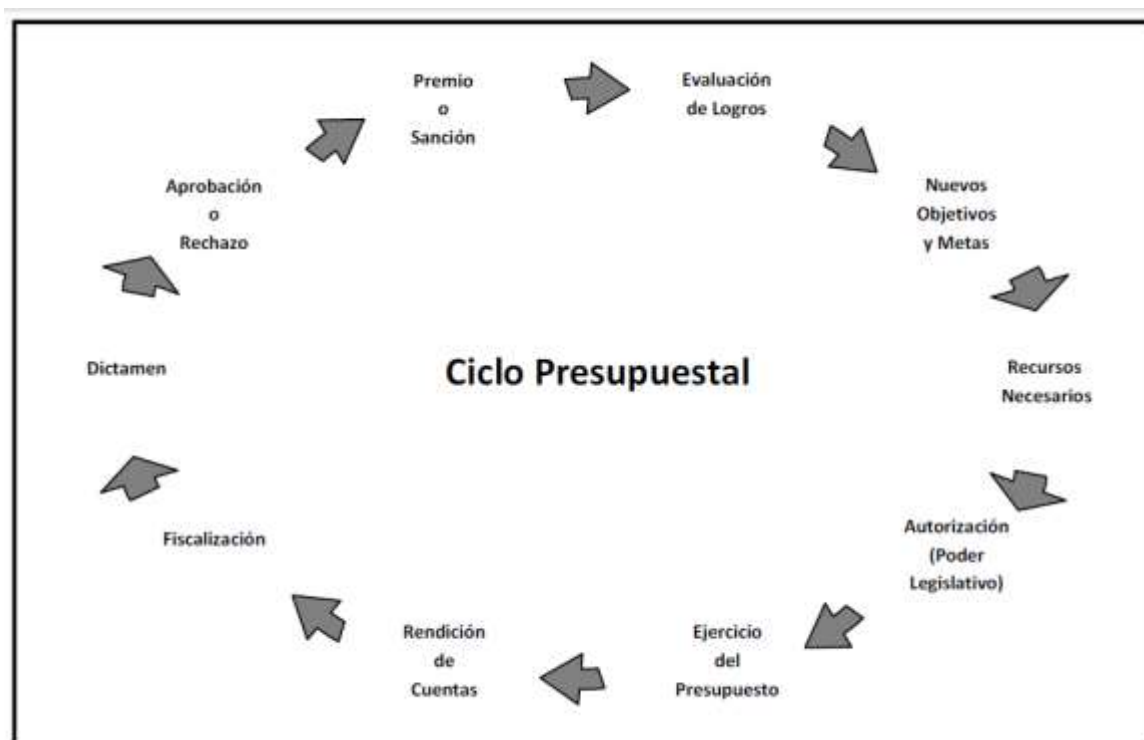 Premio
o
Sanción
Evaluación
de Logros
Nuevos
Objetivos
y Metas
Recursos
Necesarios
Autorización
(Poder
Legislativo)
Ejercicio
del
Presupuesto
Rendición
de
Cuentas
Fiscalización
Dictamen
Aprobación
o
Rechazo
Ciclo Presupuestal